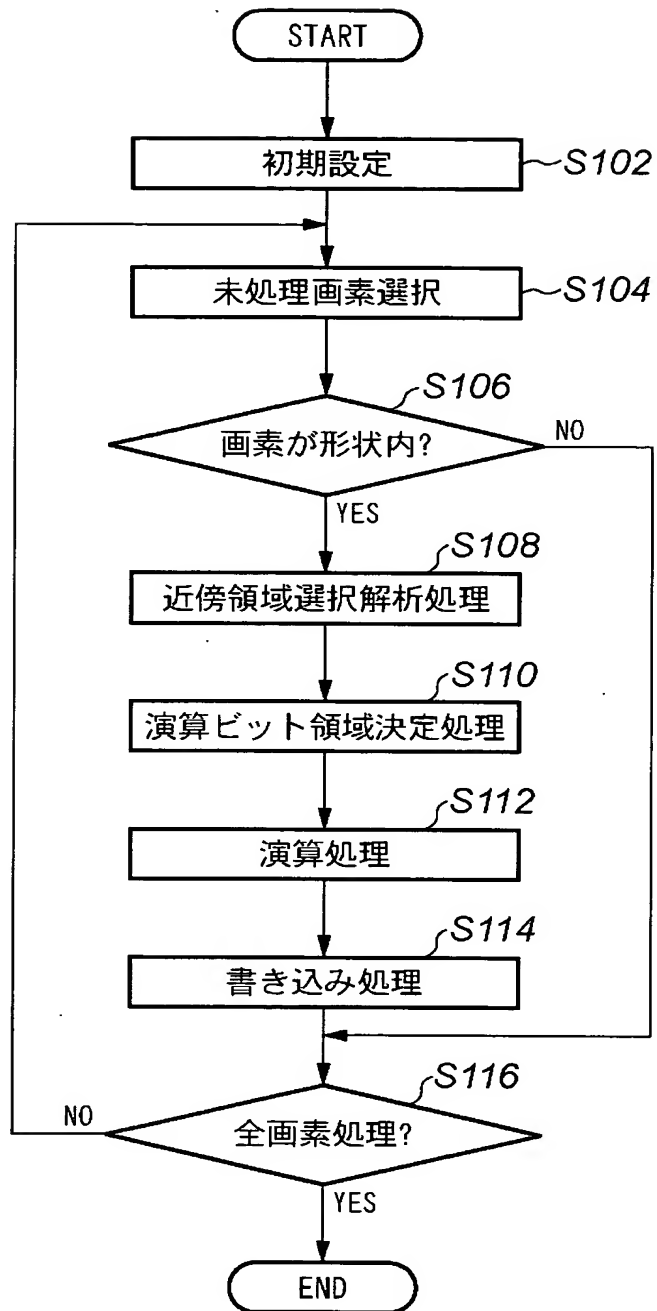 START
初期設定 S102
未処理画素選択 S104
S106
画素が形状内? NO
YES
S108
近傍領域選択解析処理
S110
演算ビット領域決定処理
S112
演算処理
S114
書き込み処理
S116
NO 全画素処理?
YES
END